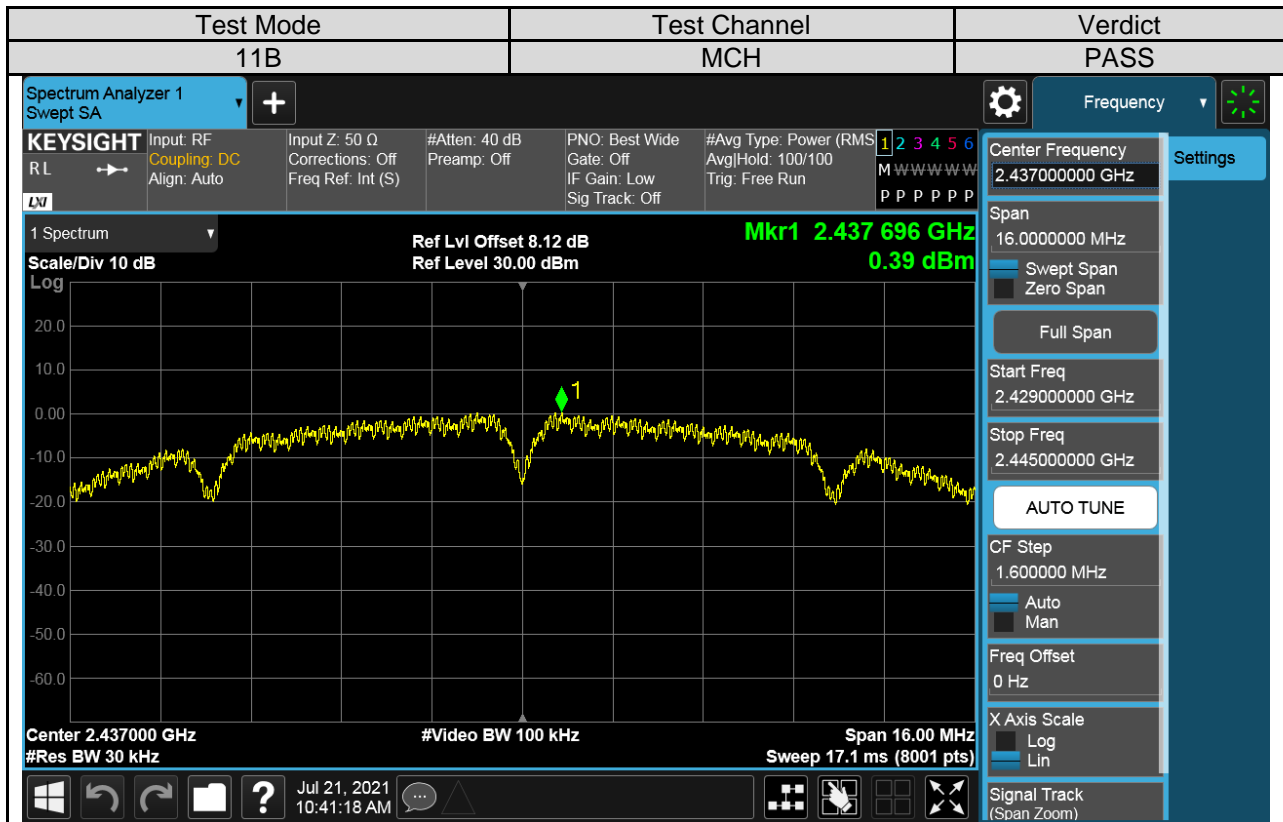 Test Mode Test Channel Verdict
11B MCH PASS
Spectrum Analyzer 1
Swept SA
Frequency
KEYSIGHT Input: RF Input Z: 50 Ω #Atten: 40 dB PNO: Best Wide #Avg Type: Power (RMS 1 2 3 4 5 6
RL Coupling: DC Corrections: Off Preamp: Off Gate: Off Avg|Hold: 100/100 M W W W W W
Align: Auto Freq Ref: Int (S) IF Gain: Low Trig: Free Run
LXI Sig Track: Off P P P P P P
1 Spectrum Ref Lvl Offset 8.12 dB Mkr1 2.437 696 GHz
Scale/Div 10 dB Ref Level 30.00 dBm 0.39 dBm
Log
20.0
10.0
1
0.00
-10.0
-20.0
-30.0
-40.0
-50.0
-60.0
Center 2.437000 GHz #Video BW 100 kHz Span 16.00 MHz
#Res BW 30 kHz Sweep 17.1 ms (8001 pts)
Center Frequency
2.437000000 GHz
Settings
Span
16.0000000 MHz
Swept Span
Zero Span
Full Span
Start Freq
2.429000000 GHz
Stop Freq
2.445000000 GHz
AUTO TUNE
CF Step
1.600000 MHz
Auto
Man
Freq Offset
0 Hz
X Axis Scale
Log
Lin
Signal Track
(Span Zoom)
? Jul 21, 2021
10:41:18 AM